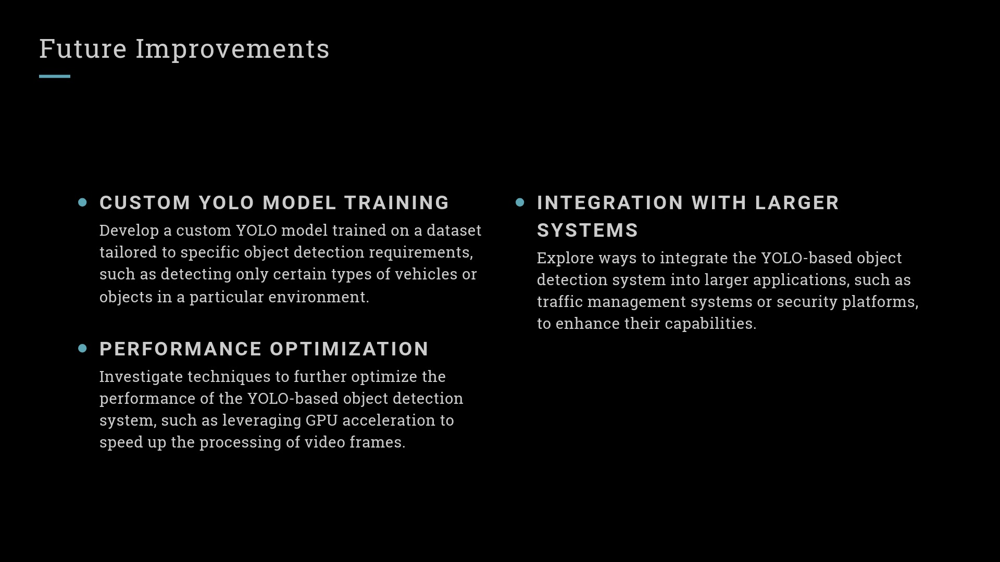 Future Improvements
CUSTOM YOLO MODEL TRAINING
Develop a custom YOLO model trained on a dataset
tailored to specific object detection requirements,
such as detecting only certain types of vehicles or
objects in a particular environment.
PERFORMANCE OPTIMIZATION
Investigate techniques to further optimize the
performance of the YOLO-based object detection
system, such as leveraging GPU acceleration to
speed up the processing of video frames.
INTEGRATION WITH LARGER
SYSTEMS
Explore ways to integrate the YOLO-based object
detection system into larger applications, such as
traffic management systems or security platforms,
to enhance their capabilities.